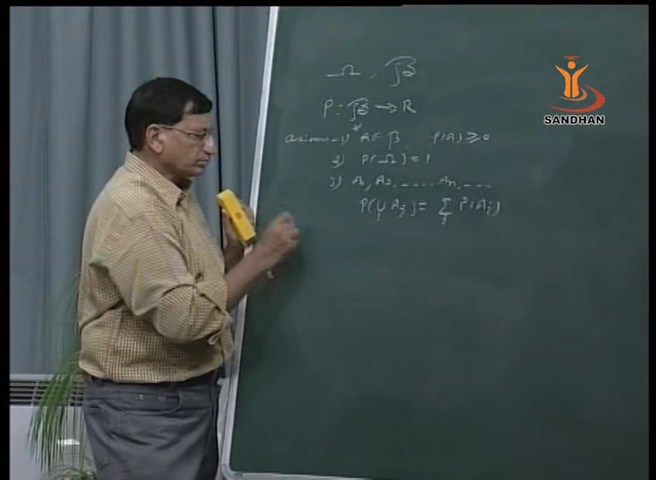 Ω, ℬ
P: ℬ → R
axioms 1) A ∈ ℬ, P(A) ≥ 0
2) P(Ω) = 1
3) A₁, A₂, ..... Aₙ, ....
P(∪ Aⱼ) = Σ P(Aⱼ)
SANDHAN